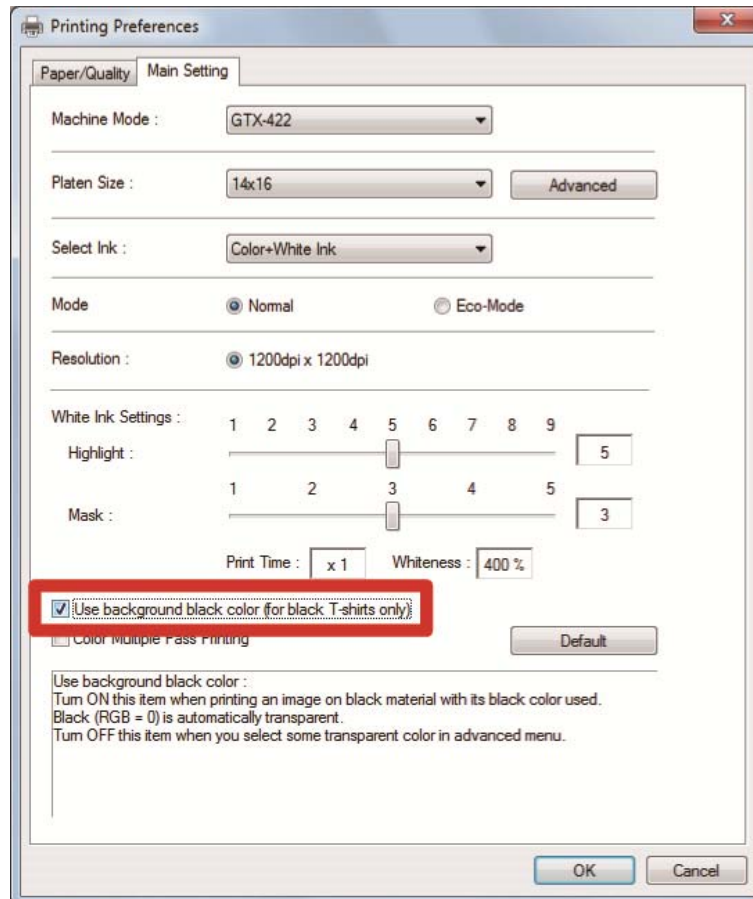 Printing Preferences
Paper/Quality Main Setting
Machine Mode : GTX-422
Platen Size : 14x16 Advanced
Select Ink : Color+White Ink
Mode Normal Eco-Mode
Resolution : 1200dpi x 1200dpi
White Ink Settings : 1 2 3 4 5 6 7 8 9
Highlight : 5
1 2 3 4 5
Mask : 3
Print Time : x 1 Whiteness : 400 %
Use background black color (for black T-shirts only)
Color Multiple Pass Printing Default
Use background black color :
Turn ON this item when printing an image on black material with its black color used.
Black (RGB = 0) is automatically transparent.
Turn OFF this item when you select some transparent color in advanced menu.
OK Cancel